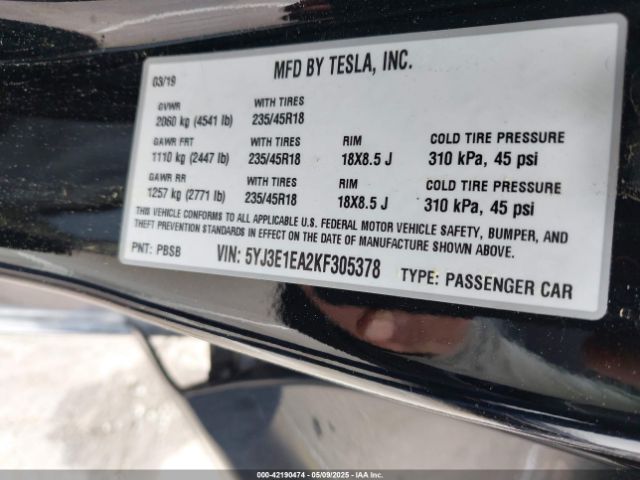 MFD BY TESLA, INC.
03/19
GVWR WITH TIRES
2060 kg (4541 lb) 235/45R18
GAWR FRT WITH TIRES RIM COLD TIRE PRESSURE
1110 kg (2447 lb) 235/45R18 18X8.5 J 310 kPa, 45 psi
GAWR RR WITH TIRES RIM COLD TIRE PRESSURE
1257 kg (2771 lb) 235/45R18 18X8.5 J 310 kPa, 45 psi
THIS VEHICLE CONFORMS TO ALL APPLICABLE U.S. FEDERAL MOTOR VEHICLE SAFETY, BUMPER, AND
THEFT PREVENTION STANDARDS IN EFFECT ON THE DATE OF MANUFACTURE SHOWN ABOVE.
PNT: PBSB VIN: 5YJ3E1EA2KF305378 TYPE: PASSENGER CAR
000-42190474 - 05/09/2025 - IAA Inc.